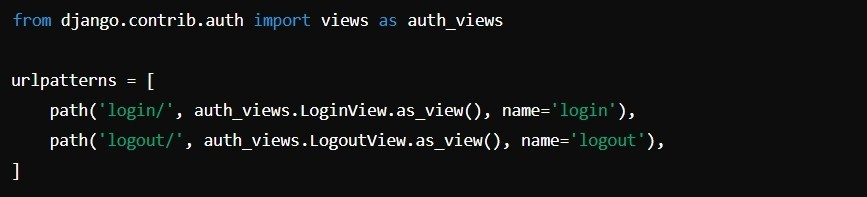 from django.contrib.auth import views as auth_views

urlpatterns = [
    path('login/', auth_views.LoginView.as_view(), name='login'),
    path('logout/', auth_views.LogoutView.as_view(), name='logout'),
]